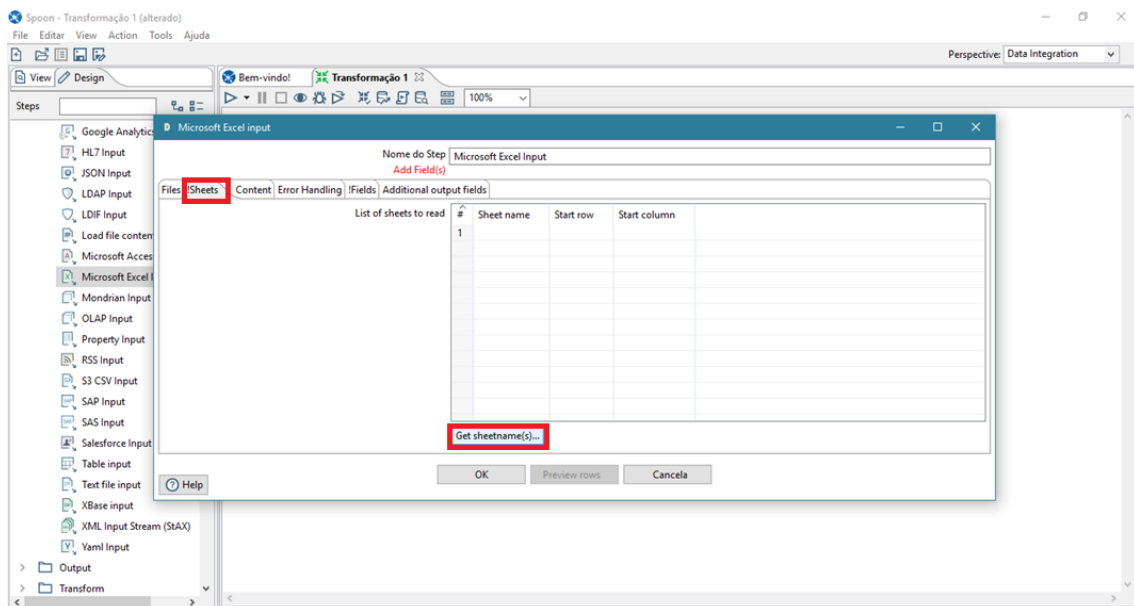 Spoon - Transformação 1 (alterado)
File Editar View Action Tools Ajuda
Perspective: Data Integration
View Design
Bem-vindo! Transformação 1
Steps
100%
Google Analytics
HL7 Input
JSON Input
LDAP Input
LDIF Input
Load file conten
Microsoft Acces
Microsoft Excel I
Mondrian Input
OLAP Input
Property Input
RSS Input
S3 CSV Input
SAP Input
SAS Input
Salesforce Input
Table input
Text file input
XBase input
XML Input Stream (StAX)
Yaml Input
Output
Transform
Microsoft Excel input
Nome do Step Microsoft Excel Input
Add Field(s)
Files !Sheets Content Error Handling !Fields Additional output fields
List of sheets to read
# Sheet name Start row Start column
1
Get sheetname(s)...
OK Preview rows Cancela
Help